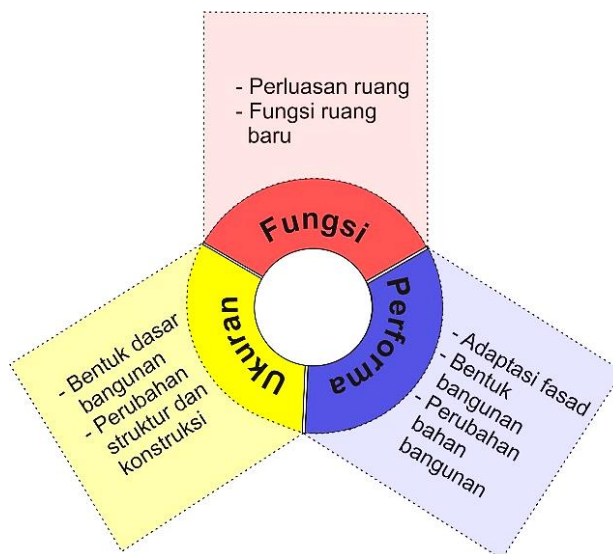 - Perluasan ruang
- Fungsi ruang
baru
Fungsi
Performa
Ukuran
- Bentuk dasar
bangunan
- Perubahan
struktur dan
konstruksi
- Adaptasi fasad
- Bentuk
bangunan
- Perubahan
bahan
bangunan